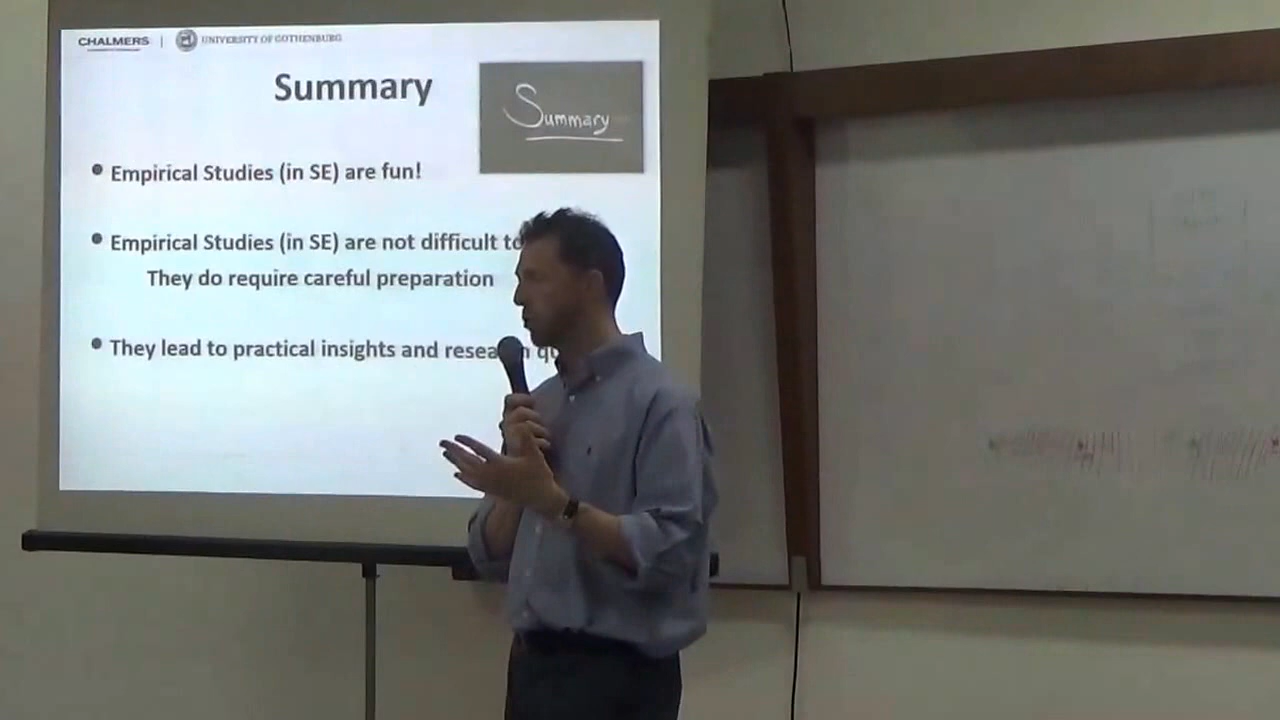 CHALMERS | UNIVERSITY OF GOTHENBURG
Summary
Summary
• Empirical Studies (in SE) are fun!
• Empirical Studies (in SE) are not difficult to
They do require careful preparation
• They lead to practical insights and